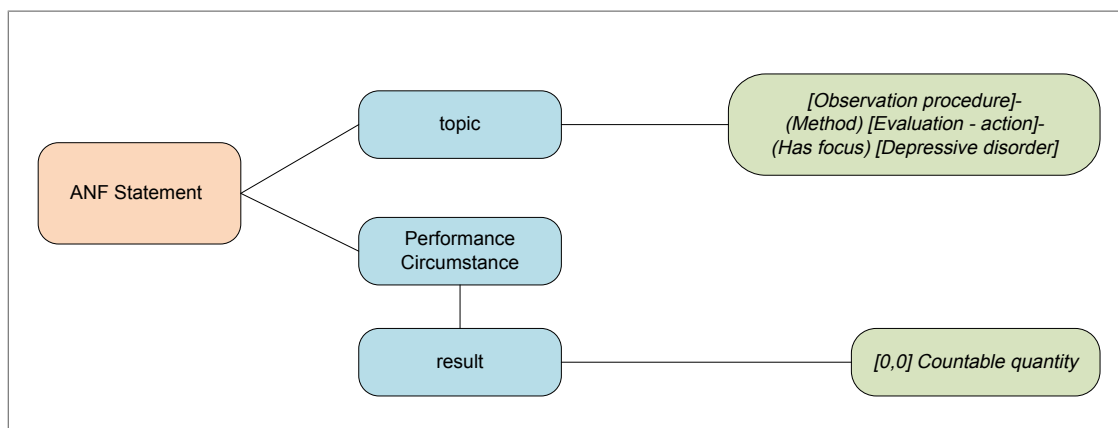 ANF Statement
topic
[Observation procedure]-
(Method) [Evaluation - action]-
(Has focus) [Depressive disorder]
Performance
Circumstance
result
[0,0] Countable quantity